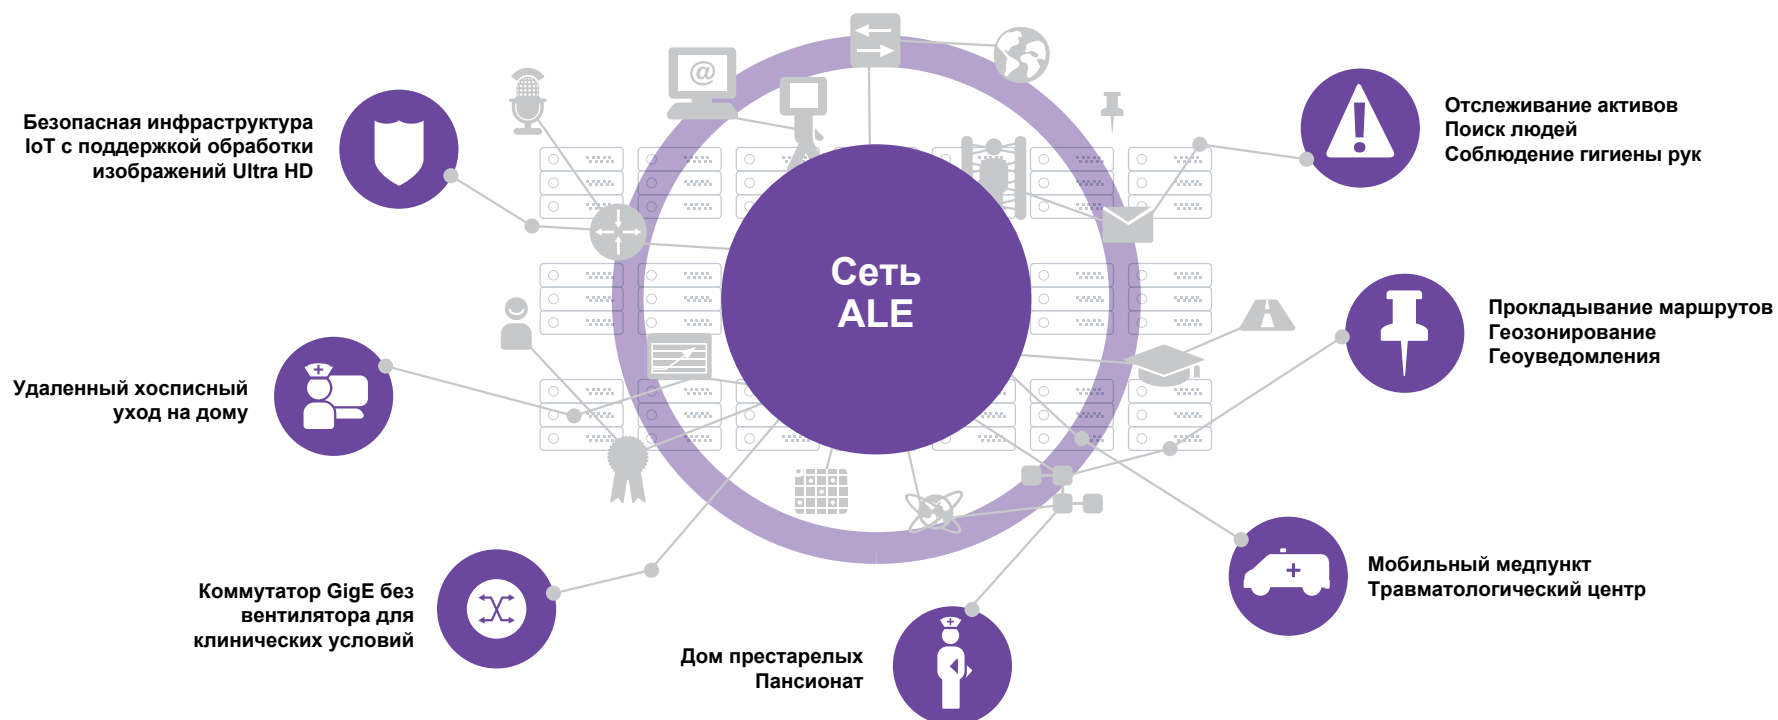 Безопасная инфраструктура
IoT с поддержкой обработки
изображений Ultra HD
@
Отслеживание активов
Поиск людей
Соблюдение гигиены рук
Сеть
ALE
Прокладывание маршрутов
Геозонирование
Геоуведомления
Удаленный хосписный
уход на дому
Коммутатор GigE без
вентилятора для
клинических условий
Мобильный медпункт
Травматологический центр
Дом престарелых
Пансионат